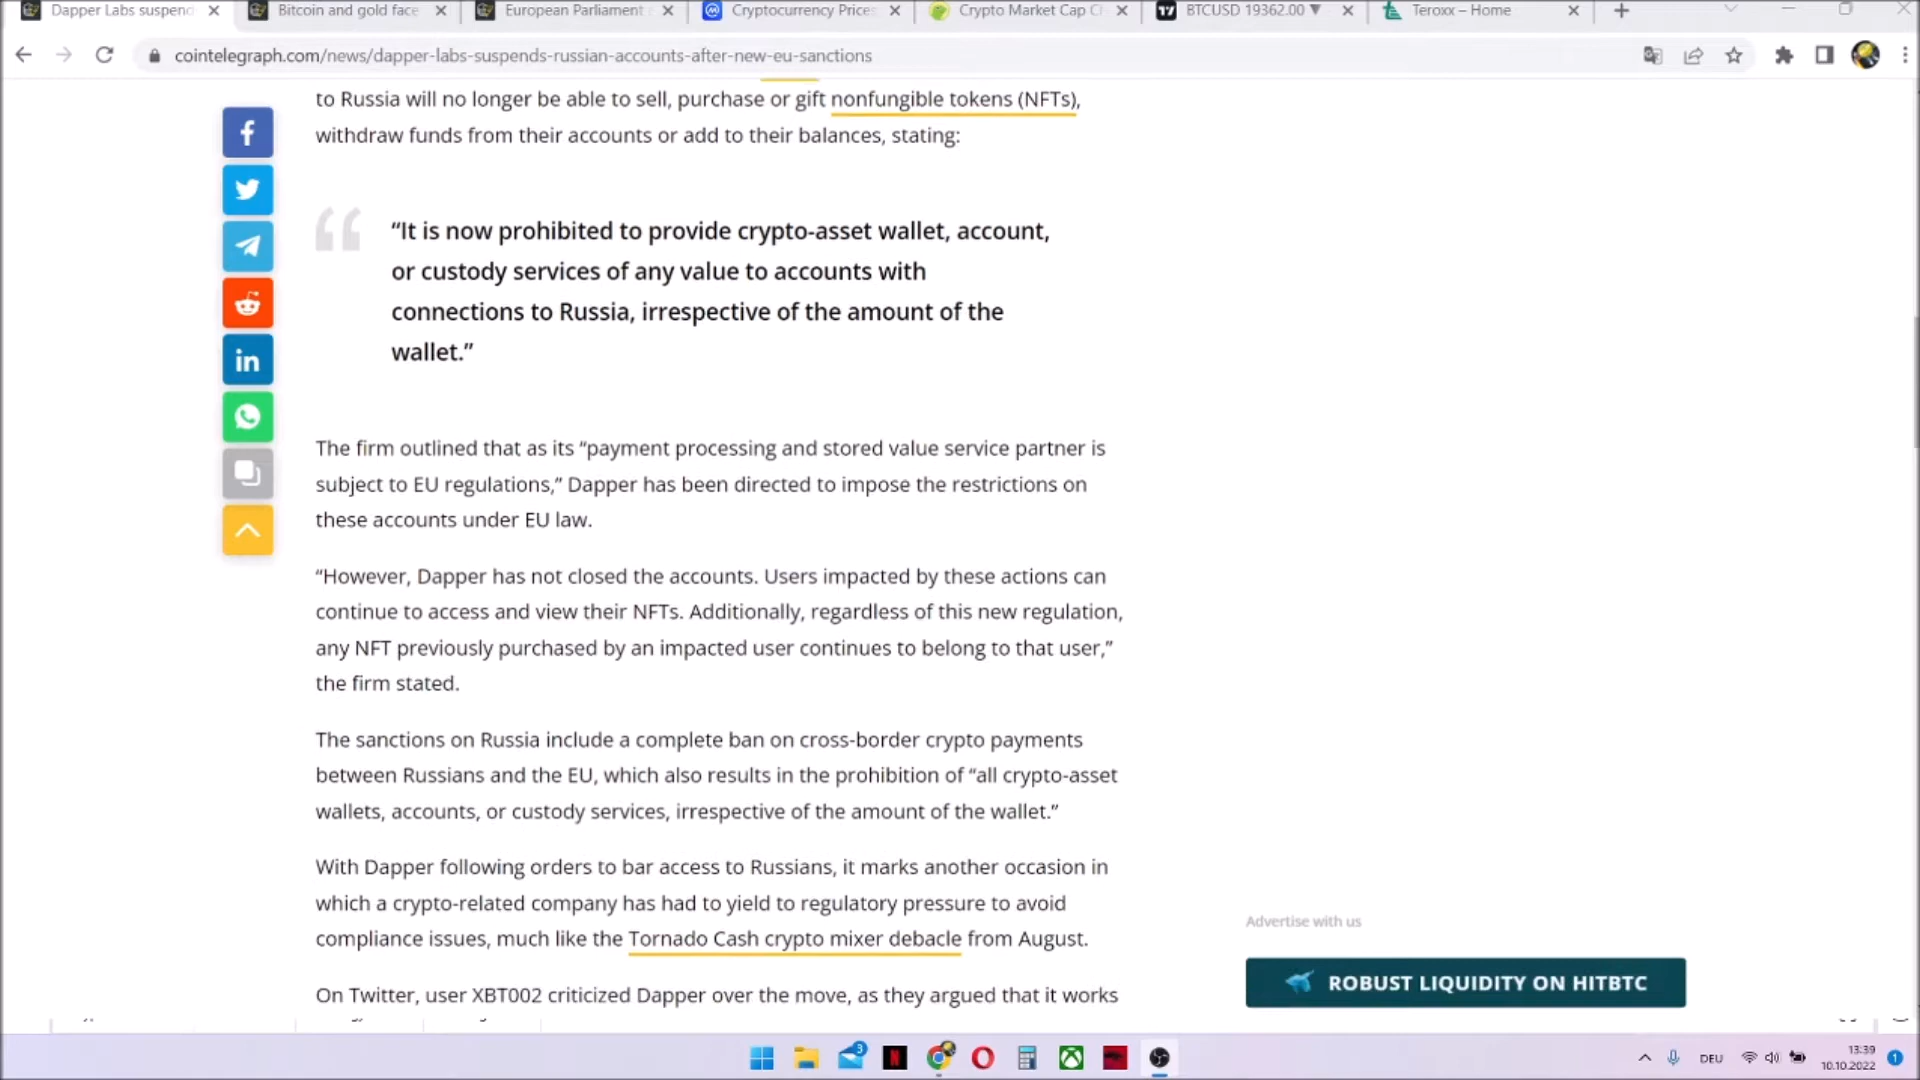 Dapper Labs suspen
Bitcoin and gold face
European Parliament
Cryptocurrency Price
Crypto Market Cap C
BTCUSD 19362.00 ▼
Teroxx – Home
cointelegraph.com/news/dapper-labs-suspends-russian-accounts-after-new-eu-sanctions
to Russia will no longer be able to sell, purchase or gift nonfungible tokens (NFTs),
withdraw funds from their accounts or add to their balances, stating:
“It is now prohibited to provide crypto-asset wallet, account,
or custody services of any value to accounts with
connections to Russia, irrespective of the amount of the
wallet.”
The firm outlined that as its “payment processing and stored value service partner is
subject to EU regulations,” Dapper has been directed to impose the restrictions on
these accounts under EU law.
“However, Dapper has not closed the accounts. Users impacted by these actions can
continue to access and view their NFTs. Additionally, regardless of this new regulation,
any NFT previously purchased by an impacted user continues to belong to that user,”
the firm stated.
The sanctions on Russia include a complete ban on cross-border crypto payments
between Russians and the EU, which also results in the prohibition of “all crypto-asset
wallets, accounts, or custody services, irrespective of the amount of the wallet.”
With Dapper following orders to bar access to Russians, it marks another occasion in
which a crypto-related company has had to yield to regulatory pressure to avoid
compliance issues, much like the Tornado Cash crypto mixer debacle from August.
On Twitter, user XBT002 criticized Dapper over the move, as they argued that it works
Advertise with us
ROBUST LIQUIDITY ON HITBTC
3
DEU
13:39
10.10.2022
1